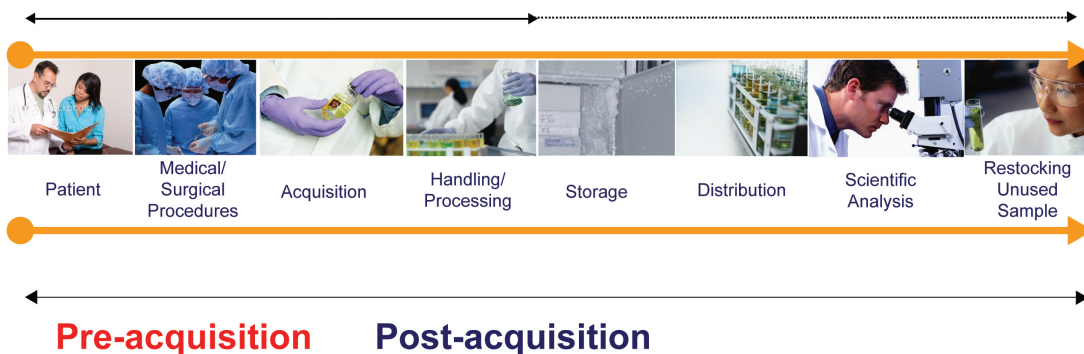 Patient
Medical/
Surgical
Procedures
Acquisition
Handling/
Processing
Storage
Distribution
Scientific
Analysis
Restocking
Unused
Sample
Pre-acquisition
Post-acquisition